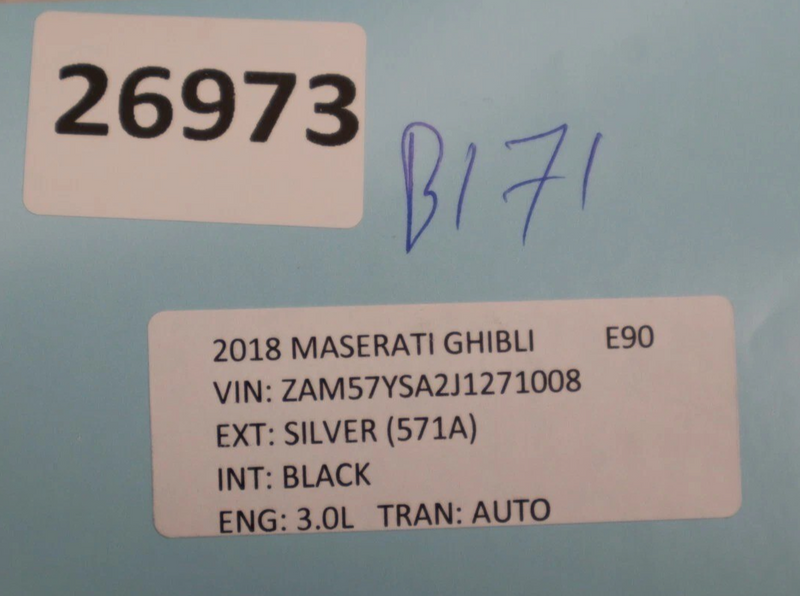 26973
B171
2018 MASERATI GHIBLI E90
VIN: ZAM57YSA2J1271008
EXT: SILVER (571A)
INT: BLACK
ENG: 3.0L TRAN: AUTO